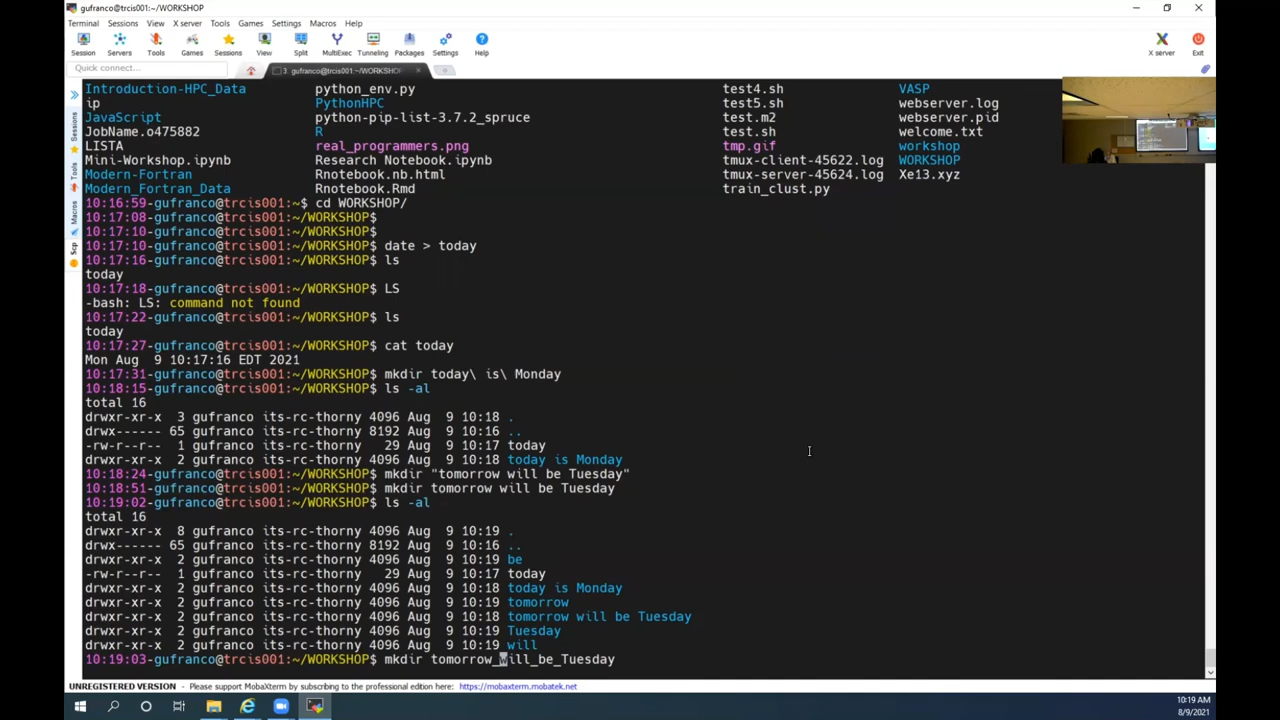 gufranco@trcis001:~/WORKSHOP
Terminal Sessions View X server Tools Games Settings Macros Help
Session Servers Tools Games Sessions View Split MultiExec Tunneling Packages Settings Help X server Exit
Quick connect...
3. gufranco@trcis001:~/WORKSHOP
Sessions
Tools
Macros
Scp
Introduction-HPC_Data python_env.py test4.sh VASP
ip PythonHPC test5.sh webserver.log
JavaScript python-pip-list-3.7.2_spruce test.m2 webserver.pid
JobName.o475882 R test.sh welcome.txt
LISTA real_programmers.png tmp.gif workshop
Mini-Workshop.ipynb Research Notebook.ipynb tmux-client-45622.log WORKSHOP
Modern-Fortran Rnotebook.nb.html tmux-server-45624.log Xe13.xyz
Modern_Fortran_Data Rnotebook.Rmd train_clust.py
10:16:59-gufranco@trcis001:~$ cd WORKSHOP/
10:17:08-gufranco@trcis001:~/WORKSHOP$
10:17:10-gufranco@trcis001:~/WORKSHOP$
10:17:10-gufranco@trcis001:~/WORKSHOP$ date > today
10:17:16-gufranco@trcis001:~/WORKSHOP$ ls
today
10:17:18-gufranco@trcis001:~/WORKSHOP$ LS
-bash: LS: command not found
10:17:22-gufranco@trcis001:~/WORKSHOP$ ls
today
10:17:27-gufranco@trcis001:~/WORKSHOP$ cat today
Mon Aug  9 10:17:16 EDT 2021
10:17:31-gufranco@trcis001:~/WORKSHOP$ mkdir today\ is\ Monday
10:18:15-gufranco@trcis001:~/WORKSHOP$ ls -al
total 16
drwxr-xr-x  3 gufranco its-rc-thorny 4096 Aug  9 10:18 .
drwx------ 65 gufranco its-rc-thorny 8192 Aug  9 10:16 ..
-rw-r--r--  1 gufranco its-rc-thorny   29 Aug  9 10:17 today
drwxr-xr-x  2 gufranco its-rc-thorny 4096 Aug  9 10:18 today is Monday
10:18:24-gufranco@trcis001:~/WORKSHOP$ mkdir "tomorrow will be Tuesday"
10:18:51-gufranco@trcis001:~/WORKSHOP$ mkdir tomorrow will be Tuesday
10:19:02-gufranco@trcis001:~/WORKSHOP$ ls -al
total 16
drwxr-xr-x  8 gufranco its-rc-thorny 4096 Aug  9 10:19 .
drwx------ 65 gufranco its-rc-thorny 8192 Aug  9 10:16 ..
drwxr-xr-x  2 gufranco its-rc-thorny 4096 Aug  9 10:19 be
-rw-r--r--  1 gufranco its-rc-thorny   29 Aug  9 10:17 today
drwxr-xr-x  2 gufranco its-rc-thorny 4096 Aug  9 10:18 today is Monday
drwxr-xr-x  2 gufranco its-rc-thorny 4096 Aug  9 10:19 tomorrow
drwxr-xr-x  2 gufranco its-rc-thorny 4096 Aug  9 10:18 tomorrow will be Tuesday
drwxr-xr-x  2 gufranco its-rc-thorny 4096 Aug  9 10:19 Tuesday
drwxr-xr-x  2 gufranco its-rc-thorny 4096 Aug  9 10:19 will
10:19:03-gufranco@trcis001:~/WORKSHOP$ mkdir tomorrow_will_be_Tuesday
UNREGISTERED VERSION - Please support MobaXterm by subscribing to the professional edition here: https://mobaxterm.mobatek.net
10:19 AM
8/9/2021